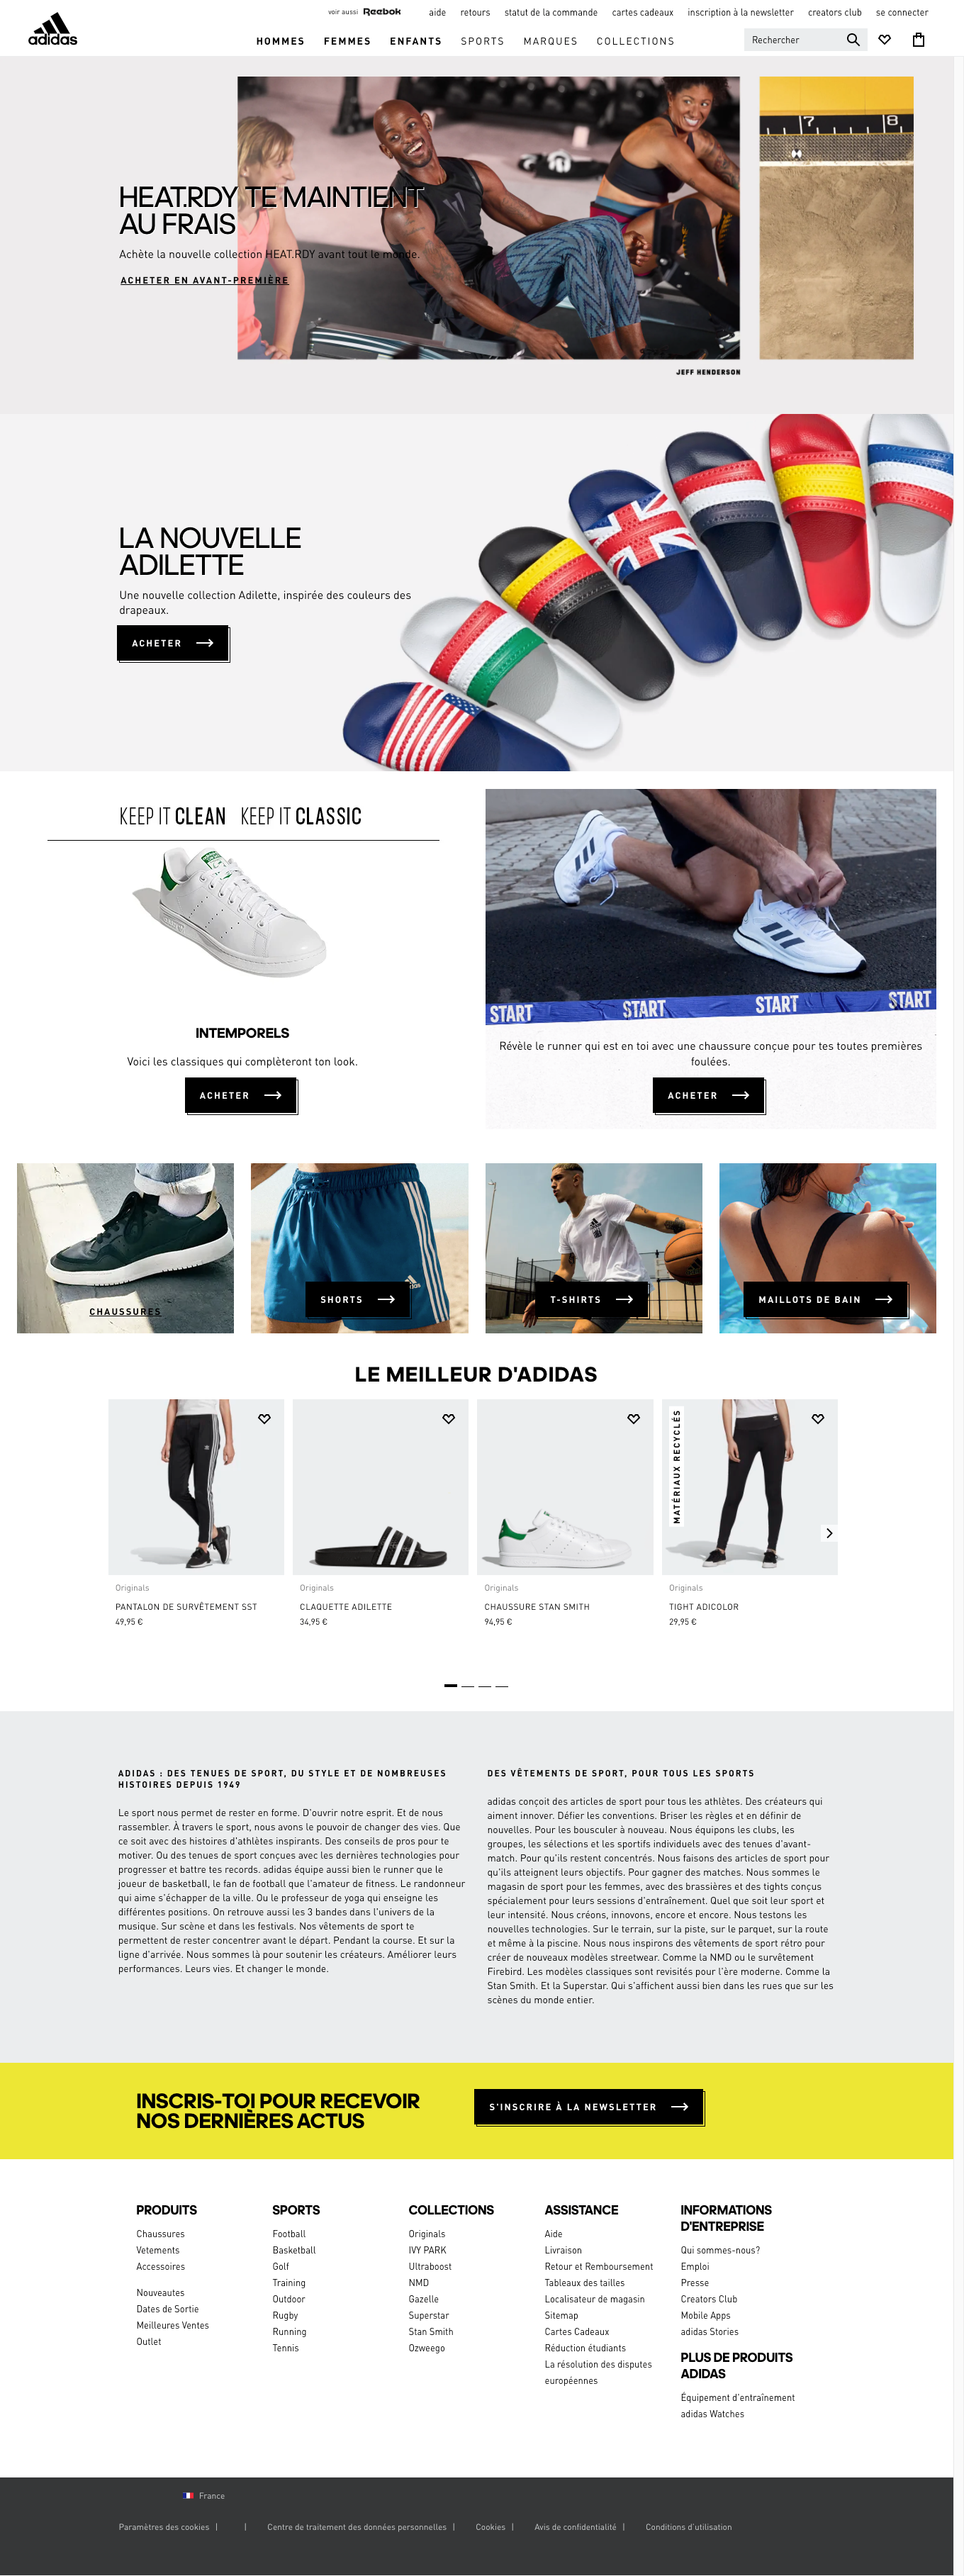 voir aussi Reebok aide retours statut de la commande cartes cadeaux inscription à la newsletter creators club se connecter
adidas
HOMMES FEMMES ENFANTS SPORTS MARQUES COLLECTIONS Rechercher
7 8
HEAT.RDY TE MAINTIENT
AU FRAIS
Achète la nouvelle collection HEAT.RDY avant tout le monde.
ACHETER EN AVANT-PREMIÈRE
JEFF HENDERSON
LA NOUVELLE
ADILETTE
Une nouvelle collection Adilette, inspirée des couleurs des
drapeaux.
ACHETER
KEEP IT CLEAN KEEP IT CLASSIC
START START START START
INTEMPORELS
Voici les classiques qui complèteront ton look.
ACHETER
Révèle le runner qui est en toi avec une chaussure conçue pour tes toutes premières
foulées.
ACHETER
CHAUSSURES
SHORTS
T-SHIRTS
MAILLOTS DE BAIN
LE MEILLEUR D'ADIDAS
MATÉRIAUX RECYCLÉS
Originals
PANTALON DE SURVÊTEMENT SST
49,95 €
Originals
CLAQUETTE ADILETTE
34,95 €
Originals
CHAUSSURE STAN SMITH
94,95 €
Originals
TIGHT ADICOLOR
29,95 €
ADIDAS : DES TENUES DE SPORT, DU STYLE ET DE NOMBREUSES
HISTOIRES DEPUIS 1949
Le sport nous permet de rester en forme. D'ouvrir notre esprit. Et de nous
rassembler. À travers le sport, nous avons le pouvoir de changer des vies. Que
ce soit avec des histoires d'athlètes inspirants. Des conseils de pros pour te
motiver. Ou des tenues de sport conçues avec les dernières technologies pour
progresser et battre tes records. adidas équipe aussi bien le runner que le
joueur de basketball, le fan de football que l'amateur de fitness. Le randonneur
qui aime s'échapper de la ville. Ou le professeur de yoga qui enseigne les
différentes positions. On retrouve aussi les 3 bandes dans l'univers de la
musique. Sur scène et dans les festivals. Nos vêtements de sport te
permettent de rester concentrer avant le départ. Pendant la course. Et sur la
ligne d'arrivée. Nous sommes là pour soutenir les créateurs. Améliorer leurs
performances. Leurs vies. Et changer le monde.
DES VÊTEMENTS DE SPORT, POUR TOUS LES SPORTS
adidas conçoit des articles de sport pour tous les athlètes. Des créateurs qui
aiment innover. Défier les conventions. Briser les règles et en définir de
nouvelles. Pour les bousculer à nouveau. Nous équipons les clubs, les
groupes, les sélections et les sportifs individuels avec des tenues d'avant-
match. Pour qu'ils restent concentrés. Nous faisons des articles de sport pour
qu'ils atteignent leurs objectifs. Pour gagner des matches. Nous sommes le
magasin de sport pour les femmes, avec des brassières et des tights conçus
spécialement pour leurs sessions d'entraînement. Quel que soit leur sport et
leur intensité. Nous créons, innovons, encore et encore. Nous testons les
nouvelles technologies. Sur le terrain, sur la piste, sur le parquet, sur la route
et même à la piscine. Nous nous inspirons des vêtements de sport rétro pour
créer de nouveaux modèles streetwear. Comme la NMD ou le survêtement
Firebird. Les modèles classiques sont revisités pour l'ère moderne. Comme la
Stan Smith. Et la Superstar. Qui s'affichent aussi bien dans les rues que sur les
scènes du monde entier.
INSCRIS-TOI POUR RECEVOIR
NOS DERNIÈRES ACTUS
S'INSCRIRE À LA NEWSLETTER
PRODUITS
Chaussures
Vetements
Accessoires
Nouveautes
Dates de Sortie
Meilleures Ventes
Outlet
SPORTS
Football
Basketball
Golf
Training
Outdoor
Rugby
Running
Tennis
COLLECTIONS
Originals
IVY PARK
Ultraboost
NMD
Gazelle
Superstar
Stan Smith
Ozweego
ASSISTANCE
Aide
Livraison
Retour et Remboursement
Tableaux des tailles
Localisateur de magasin
Sitemap
Cartes Cadeaux
Réduction étudiants
La résolution des disputes
européennes
INFORMATIONS
D'ENTREPRISE
Qui sommes-nous?
Emploi
Presse
Creators Club
Mobile Apps
adidas Stories
PLUS DE PRODUITS
ADIDAS
Équipement d'entraînement
adidas Watches
France
Paramètres des cookies | | Centre de traitement des données personnelles | Cookies | Avis de confidentialité | Conditions d'utilisation